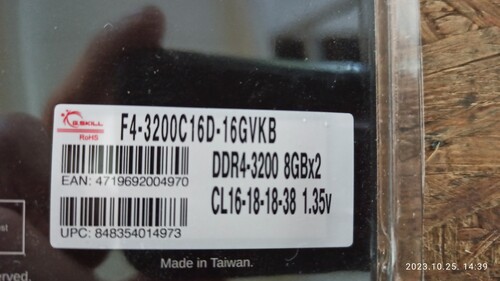 G.SKILL
RoHS
F4-3200C16D-16GVKB
DDR4-3200 8GBx2
EAN: 4719692004970
CL16-18-18-38 1.35v
UPC: 848354014973
Made in Taiwan.
erved.
2023.10.25. 14:39